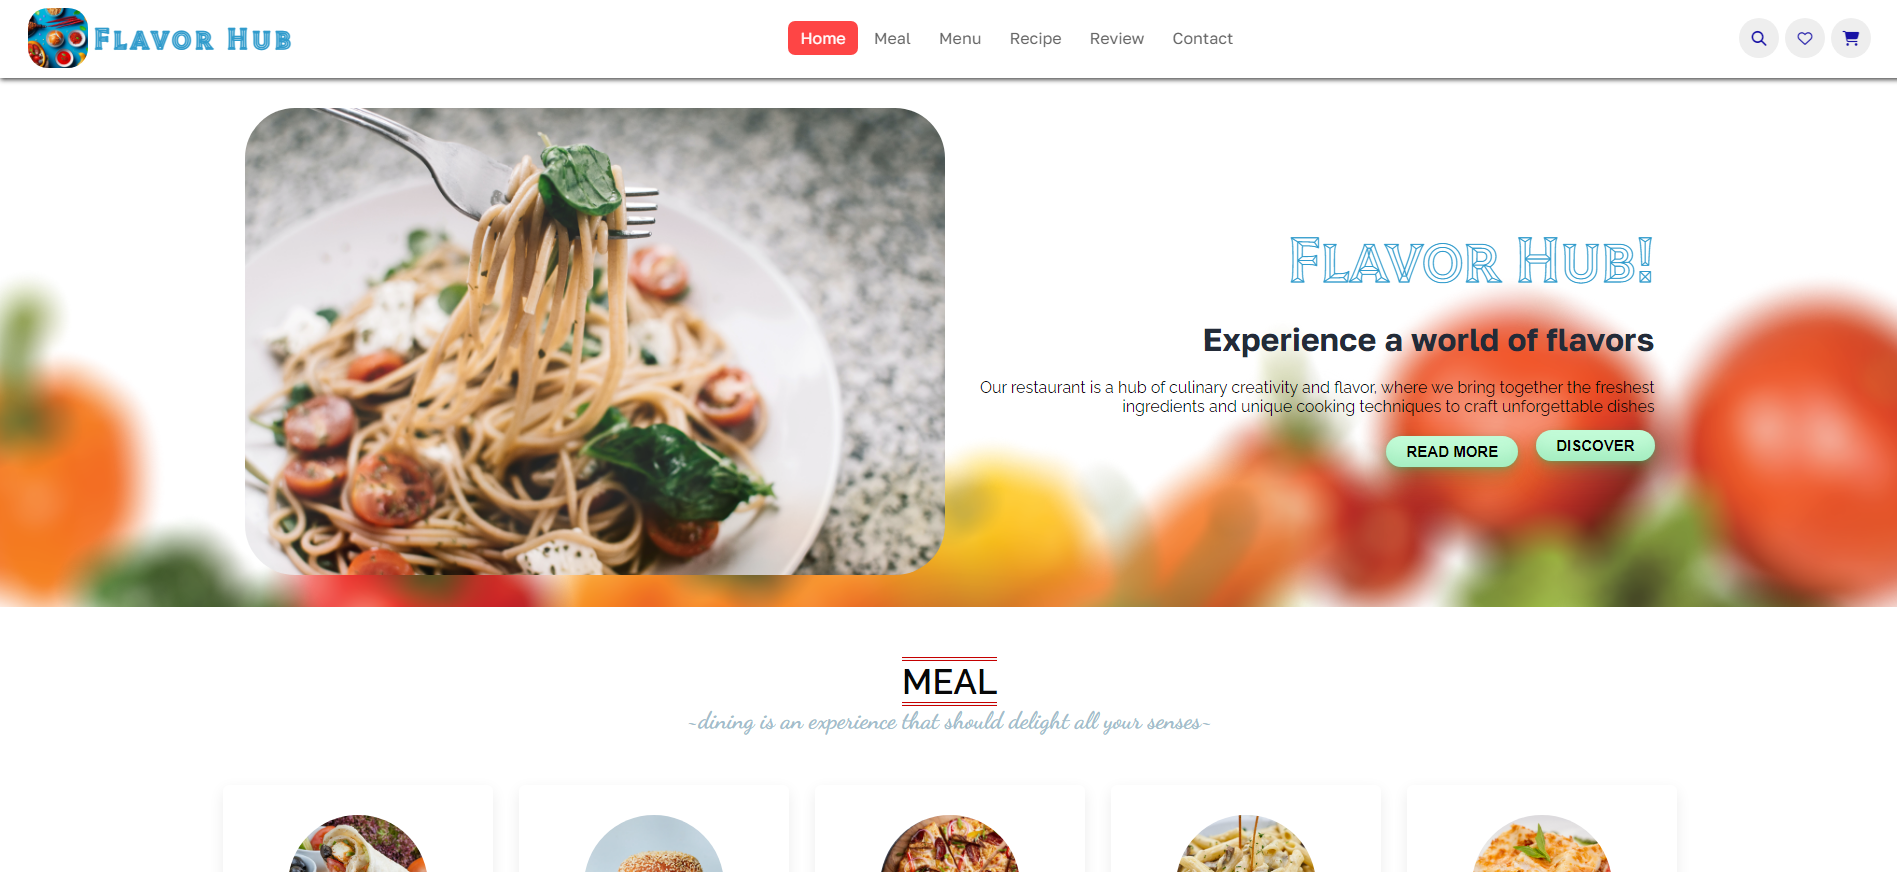 Flavor Hub
Home Meal Menu Recipe Review Contact
Flavor Hub!
Experience a world of flavors
Our restaurant is a hub of culinary creativity and flavor, where we bring together the freshest
ingredients and unique cooking techniques to craft unforgettable dishes
READ MORE DISCOVER
MEAL
~dining is an experience that should delight all your senses~